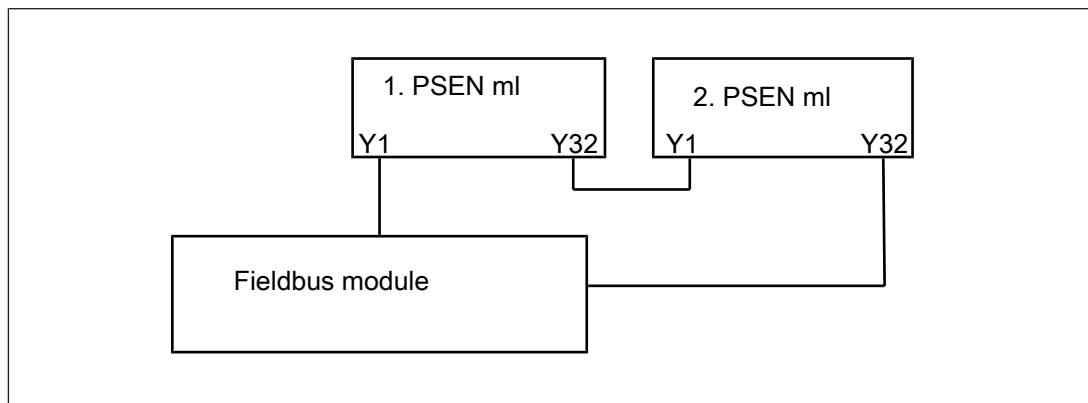 1. PSEN ml
Y1 Y32
2. PSEN ml
Y1 Y32
Fieldbus module